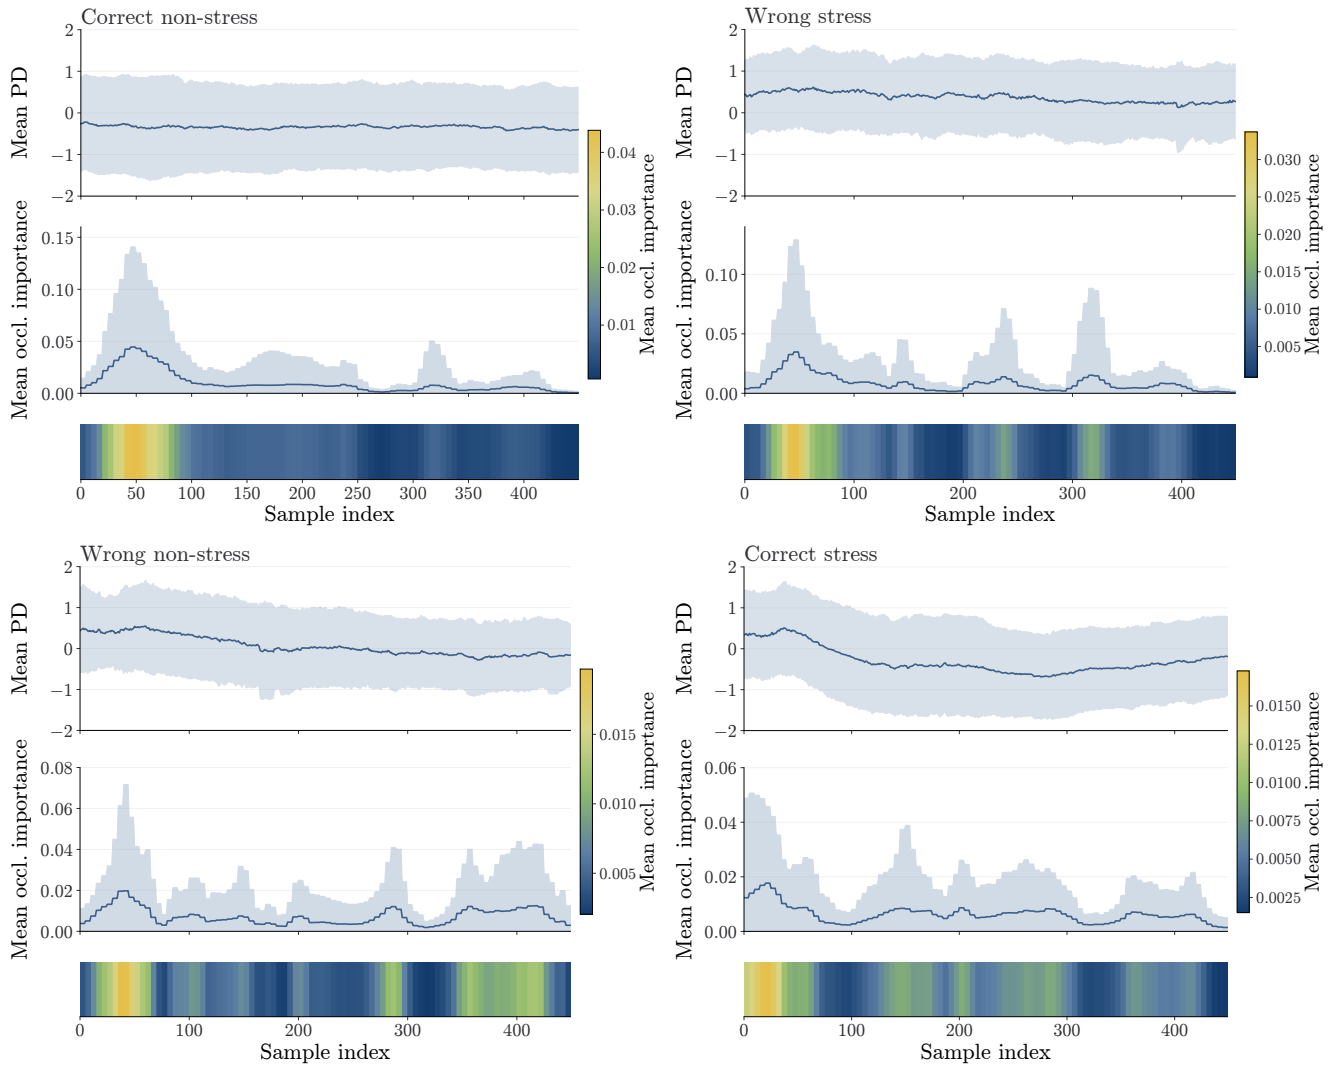 Correct non-stress
2
1
0
−1
−2
Mean PD
0.15
0.10
0.05
0.00
Mean occl. importance
0 50 100 150 200 250 300 350 400
Sample index
0.04
0.03
0.02
0.01
Mean occl. importance
Wrong stress
2
1
0
−1
−2
Mean PD
0.10
0.05
0.00
Mean occl. importance
0 100 200 300 400
Sample index
0.030
0.025
0.020
0.015
0.010
0.005
Mean occl. importance
Wrong non-stress
2
1
0
−1
−2
Mean PD
0.08
0.06
0.04
0.02
0.00
Mean occl. importance
0 100 200 300 400
Sample index
0.015
0.010
0.005
Mean occl. importance
Correct stress
2
1
0
−1
−2
Mean PD
0.06
0.04
0.02
0.00
Mean occl. importance
0 100 200 300 400
Sample index
0.0150
0.0125
0.0100
0.0075
0.0050
0.0025
Mean occl. importance